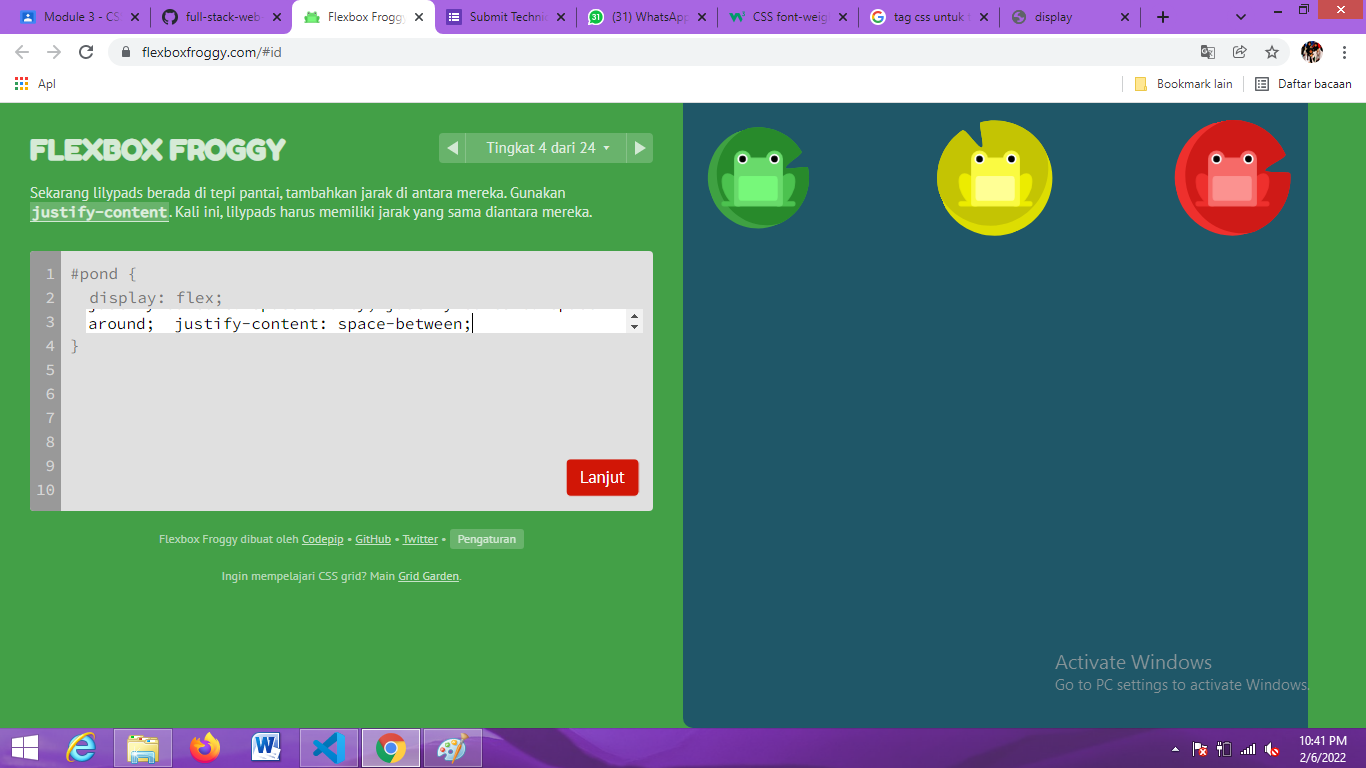 Module 3 - CS
full-stack-web
Flexbox Froggy
Submit Techni
(31) WhatsApp
CSS font-weigh
tag css untuk
display
flexboxfroggy.com/#id
Apl
Bookmark lain
Daftar bacaan
FLEXBOX FROGGY
Tingkat 4 dari 24
Sekarang lilypads berada di tepi pantai, tambahkan jarak di antara mereka. Gunakan
justify-content. Kali ini, lilypads harus memiliki jarak yang sama diantara mereka.
1 #pond {
2 display: flex;
3 around; justify-content: space-between;
4 }
5
6
7
8
9
10
Lanjut
Flexbox Froggy dibuat oleh Codepip • GitHub • Twitter • Pengaturan
Ingin mempelajari CSS grid? Main Grid Garden.
Activate Windows
Go to PC settings to activate Windows.
10:41 PM
2/6/2022